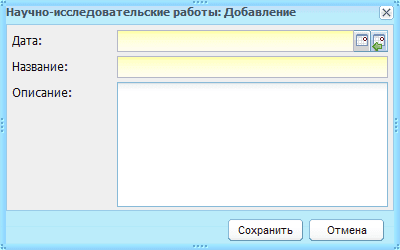 Научно-исследовательские работы: Добавление
Дата:
Название:
Описание:
Сохранить
Отмена